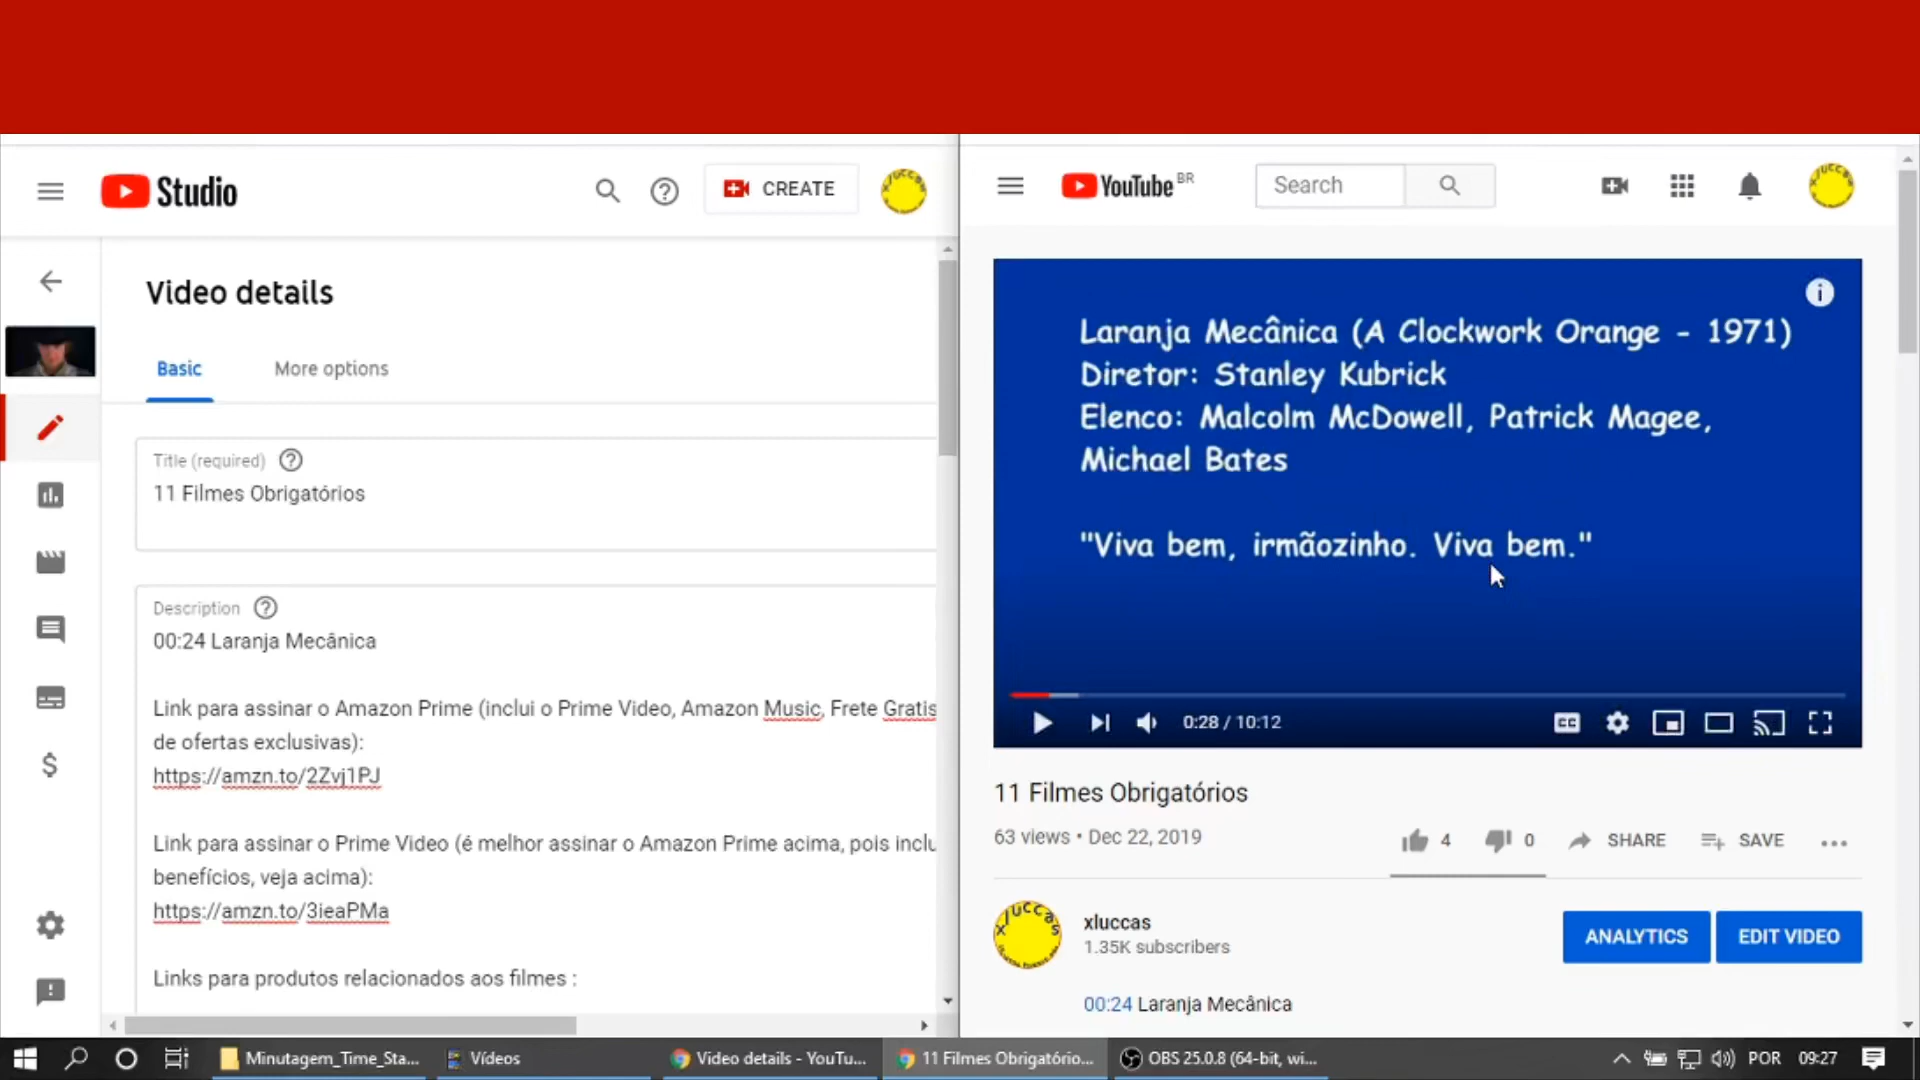 Studio
CREATE
Video details
Basic
More options
Title (required)
11 Filmes Obrigatórios
Description
00:24 Laranja Mecânica
Link para assinar o Amazon Prime (inclui o Prime Video, Amazon Music, Frete Gratis
de ofertas exclusivas):
https://amzn.to/2Zvj1PJ
Link para assinar o Prime Video (é melhor assinar o Amazon Prime acima, pois inclu
benefícios, veja acima):
https://amzn.to/3ieaPMa
Links para produtos relacionados aos filmes :
YouTube BR
Search
Laranja Mecânica (A Clockwork Orange - 1971)
Diretor: Stanley Kubrick
Elenco: Malcolm McDowell, Patrick Magee,
Michael Bates
"Viva bem, irmãozinho. Viva bem."
0:28 / 10:12
11 Filmes Obrigatórios
63 views • Dec 22, 2019
4
0
SHARE
SAVE
xluccas
1.35K subscribers
ANALYTICS
EDIT VIDEO
00:24 Laranja Mecânica
Minutagem_Time_Sta...
Vídeos
Video details - YouTu...
11 Filmes Obrigatório...
OBS 25.0.8 (64-bit, wi...
POR
09:27